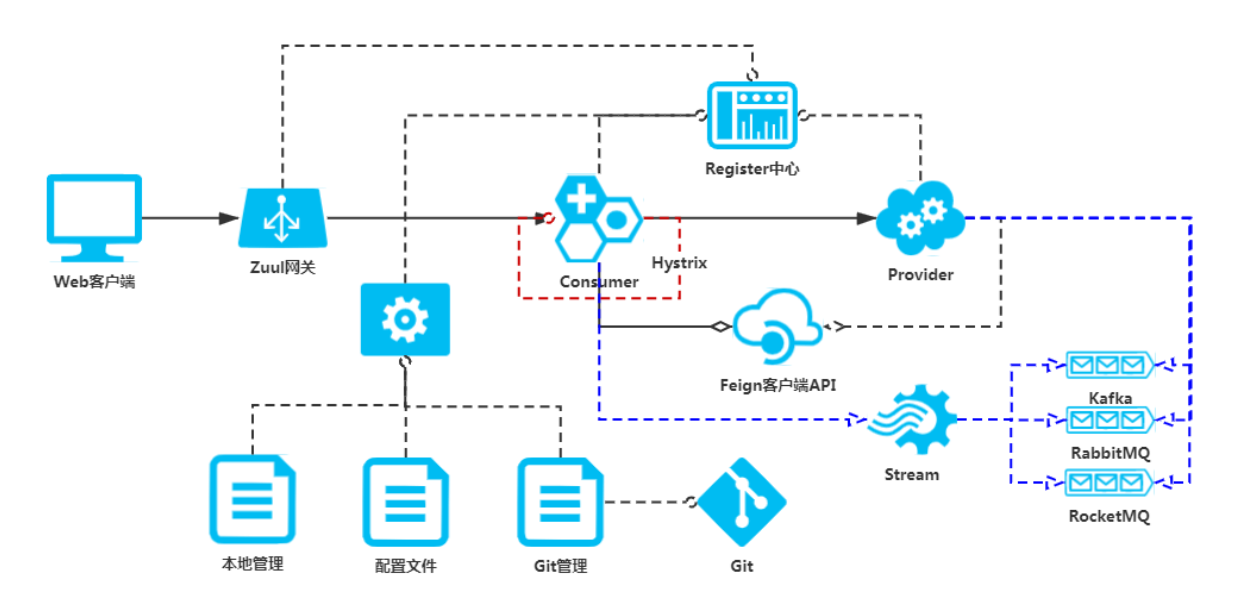 Register中心
Web客户端
Zuul网关
Hystrix
Consumer
Provider
Feign客户端API
Kafka
RabbitMQ
Stream
RocketMQ
本地管理
配置文件
Git管理
Git